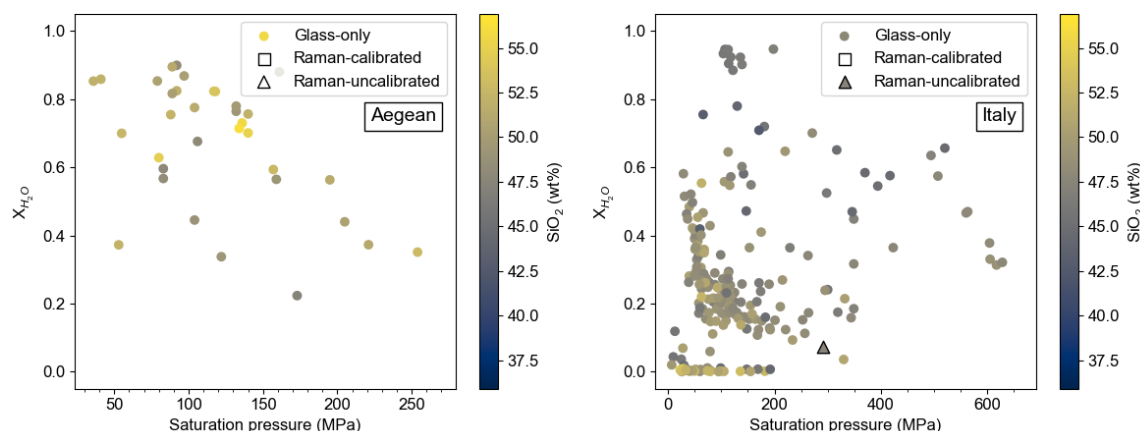 1.0
0.8
0.6
0.4
0.2
0.0
X_{H_2O}
50
100
150
200
250
Saturation pressure (MPa)
Glass-only
Raman-calibrated
Raman-uncalibrated
Aegean
55.0
52.5
50.0
47.5
45.0
42.5
40.0
37.5
SiO_2 (wt%)
1.0
0.8
0.6
0.4
0.2
0.0
X_{H_2O}
0
200
400
600
Saturation pressure (MPa)
Glass-only
Raman-calibrated
Raman-uncalibrated
Italy
55.0
52.5
50.0
47.5
45.0
42.5
40.0
37.5
SiO_2 (wt%)